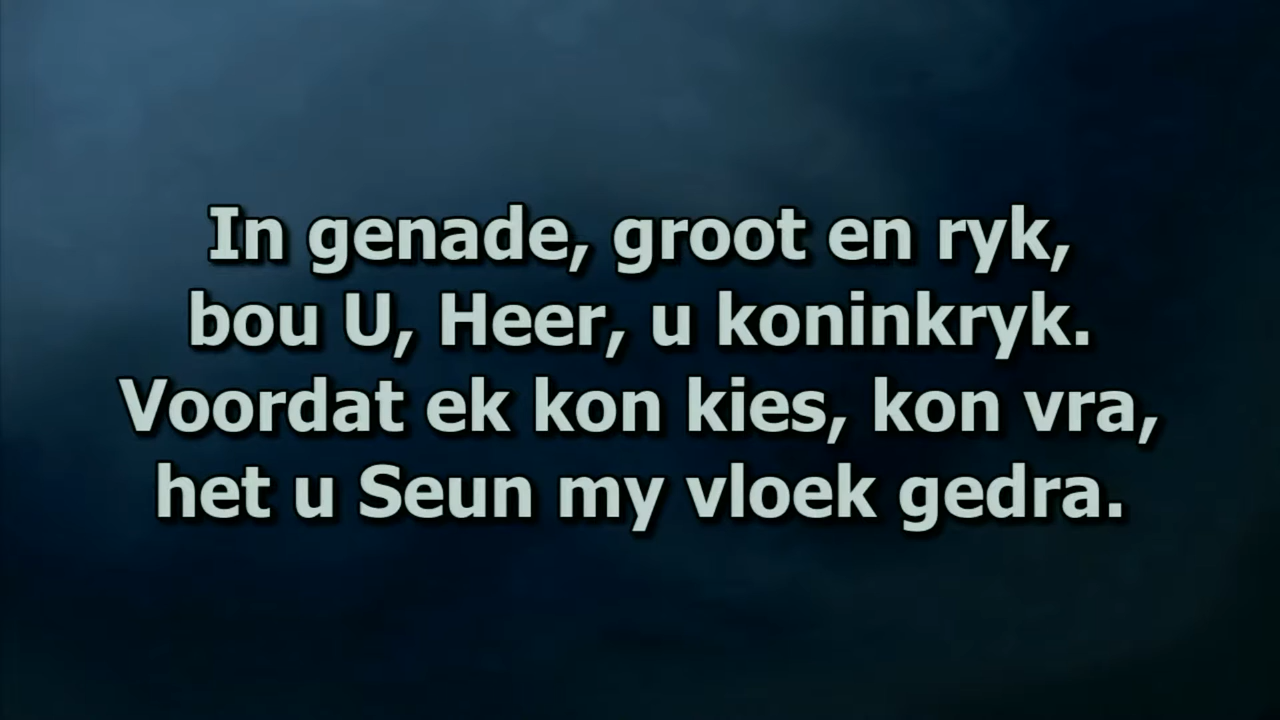 In genade, groot en ryk,
bou U, Heer, u koninkryk.
Voordat ek kon kies, kon vra,
het u Seun my vloek gedra.